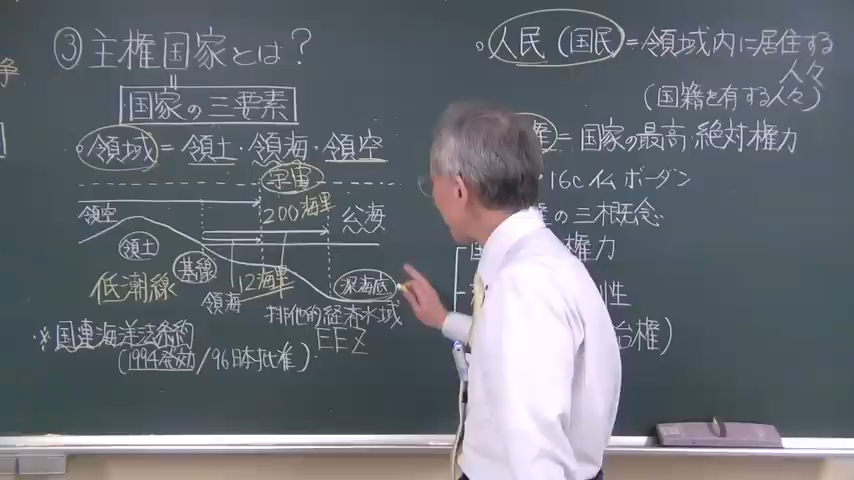 ③主権国家とは?
国家の三要素
○領域=領土・領海・領空
宇宙
200海里
領空
公海
領土
基線
12海里
深海底
低潮線
領海
排他的経済水域
EEZ
※国連海洋法条約
(1994発効/96日本批准)
争
○人民(国民)=領域内に居住する
人々
(国籍を有する人々)
権=国家の最高・絶対権力
・16c仏ボーダン
の三概念
権力
性
治権)